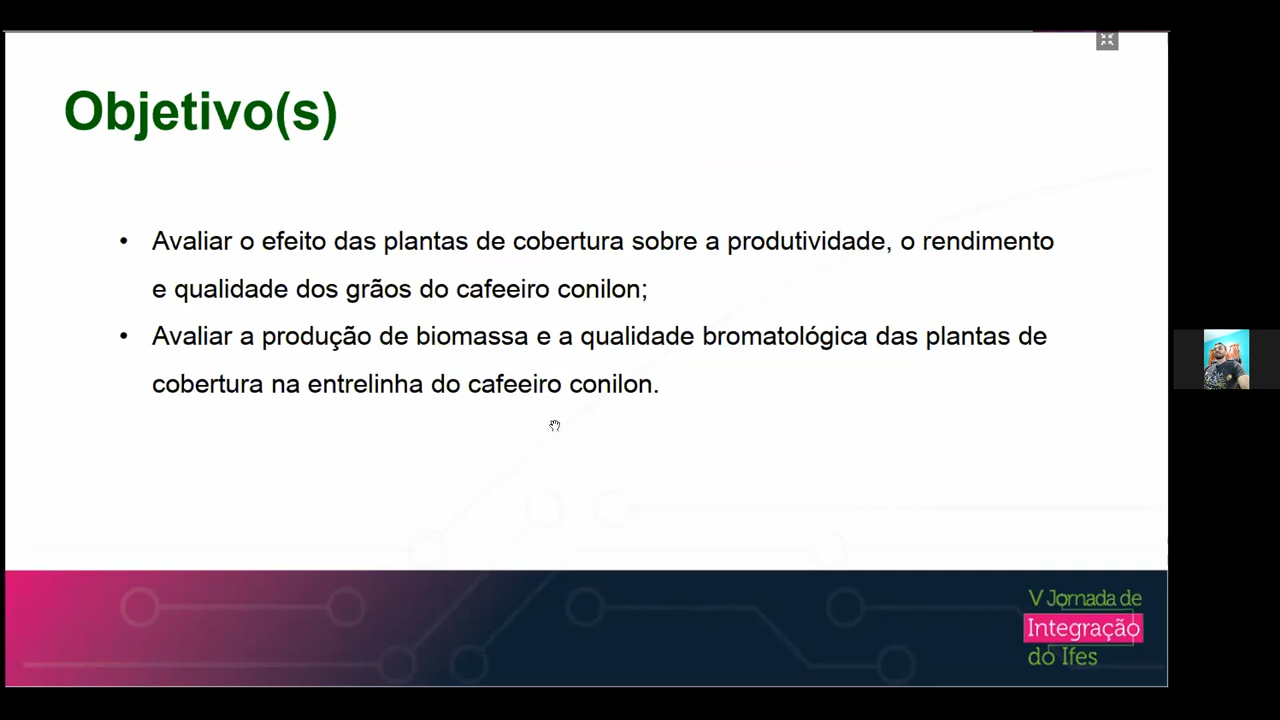 Objetivo(s)
• Avaliar o efeito das plantas de cobertura sobre a produtividade, o rendimento
e qualidade dos grãos do cafeeiro conilon;
• Avaliar a produção de biomassa e a qualidade bromatológica das plantas de
cobertura na entrelinha do cafeeiro conilon.
V Jornada de
Integração
do Ifes